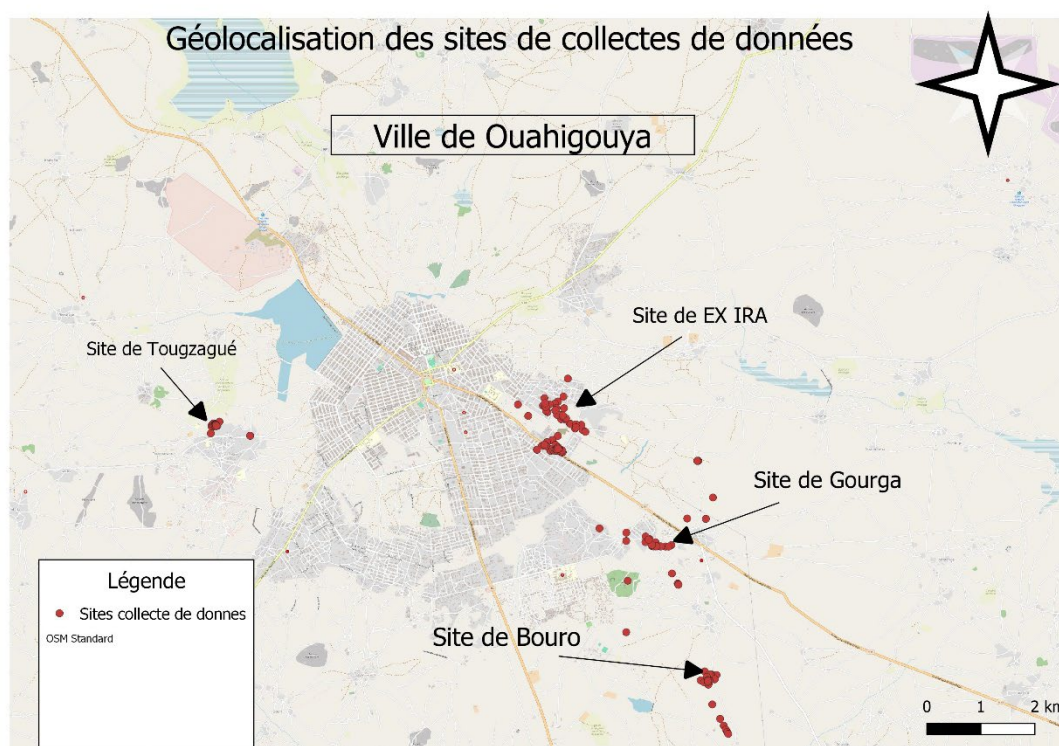 Géolocalisation des sites de collectes de données
Ville de Ouahigouya
Site de EX IRA
Site de Tougzagué
Site de Gourga
Site de Bouro
Légende
Sites collecte de donnes
OSM Standard
0 1 2 km